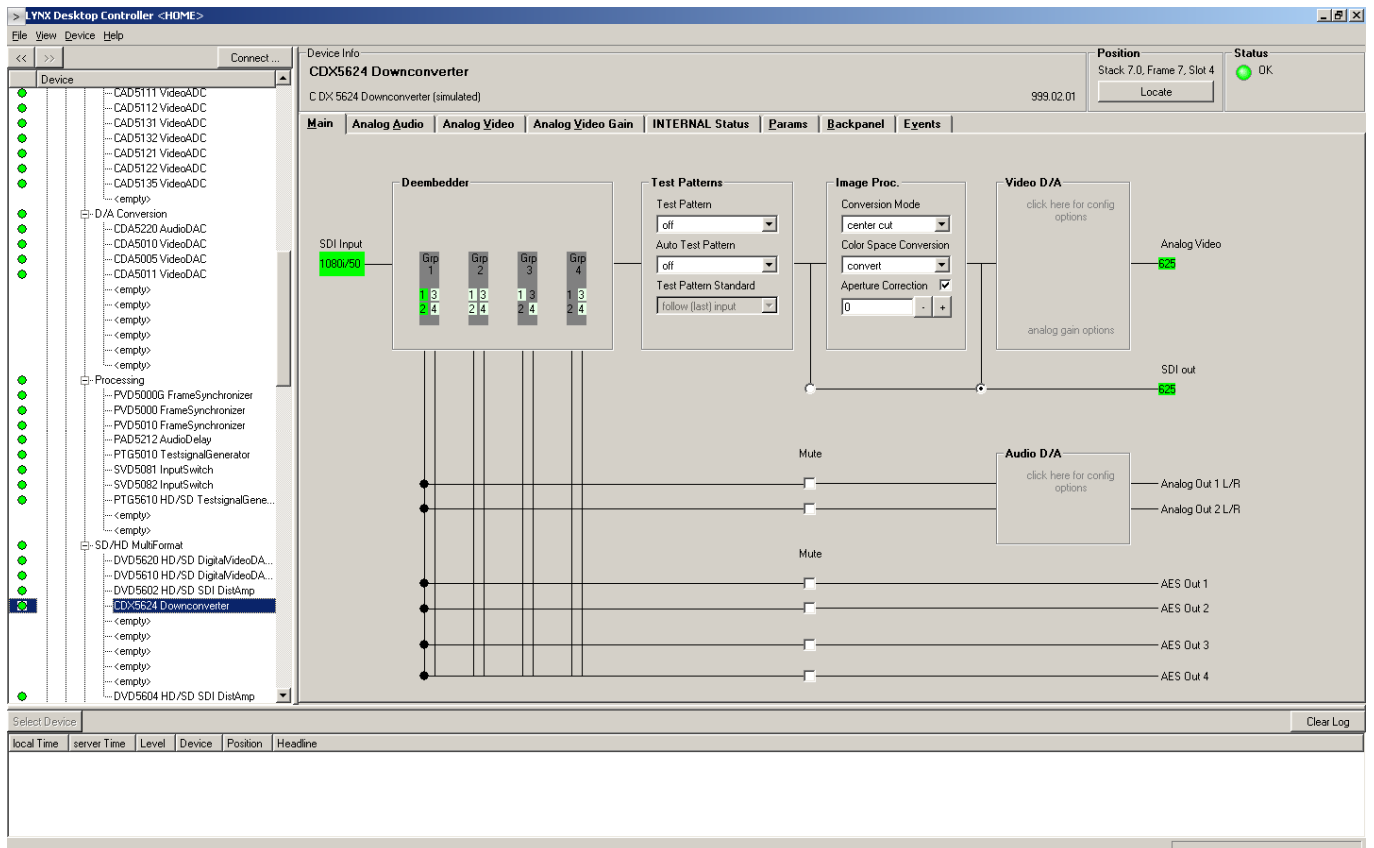 LYNX Desktop Controller <HOME>
File View Device Help
<< >> Connect ...
Device
CAD5111 VideoADC
CAD5112 VideoADC
CAD5131 VideoADC
CAD5132 VideoADC
CAD5121 VideoADC
CAD5122 VideoADC
CAD5135 VideoADC
<empty>
D/A Conversion
CDA5220 AudioDAC
CDA5010 VideoDAC
CDA5005 VideoDAC
CDA5011 VideoDAC
<empty>
<empty>
<empty>
<empty>
<empty>
<empty>
Processing
PVD5000G FrameSynchronizer
PVD5000 FrameSynchronizer
PVD5010 FrameSynchronizer
PAD5212 AudioDelay
PTG5010 TestsignalGenerator
SVD5081 InputSwitch
SVD5082 InputSwitch
PTG5610 HD/SD TestsignalGene...
<empty>
<empty>
SD/HD MultiFormat
DVD5620 HD/SD DigitalVideoDA...
DVD5610 HD/SD DigitalVideoDA...
DVD5602 HD/SD SDI DistAmp
CDX5624 Downconverter
<empty>
<empty>
<empty>
<empty>
<empty>
DVD5604 HD/SD SDI DistAmp
Device Info
CDX5624 Downconverter
C DX 5624 Downconverter (simulated) 999.02.01
Position
Stack 7.0, Frame 7, Slot 4
Locate
Status
OK
Main Analog Audio Analog Video Analog Video Gain INTERNAL Status Params Backpanel Events
SDI Input
1080i/50
Deembedder
Grp 1 Grp 2 Grp 3 Grp 4
1 3 1 3 1 3 1 3
2 4 2 4 2 4 2 4
Test Patterns
Test Pattern
off
Auto Test Pattern
off
Test Pattern Standard
follow (last) input
Image Proc.
Conversion Mode
center cut
Color Space Conversion
convert
Aperture Correction
0 - +
Video D/A
click here for config
options
analog gain options
Analog Video
625
SDI out
625
Mute
Audio D/A
click here for config
options
Analog Out 1 L/R
Analog Out 2 L/R
Mute
AES Out 1
AES Out 2
AES Out 3
AES Out 4
Select Device Clear Log
local Time server Time Level Device Position Headline